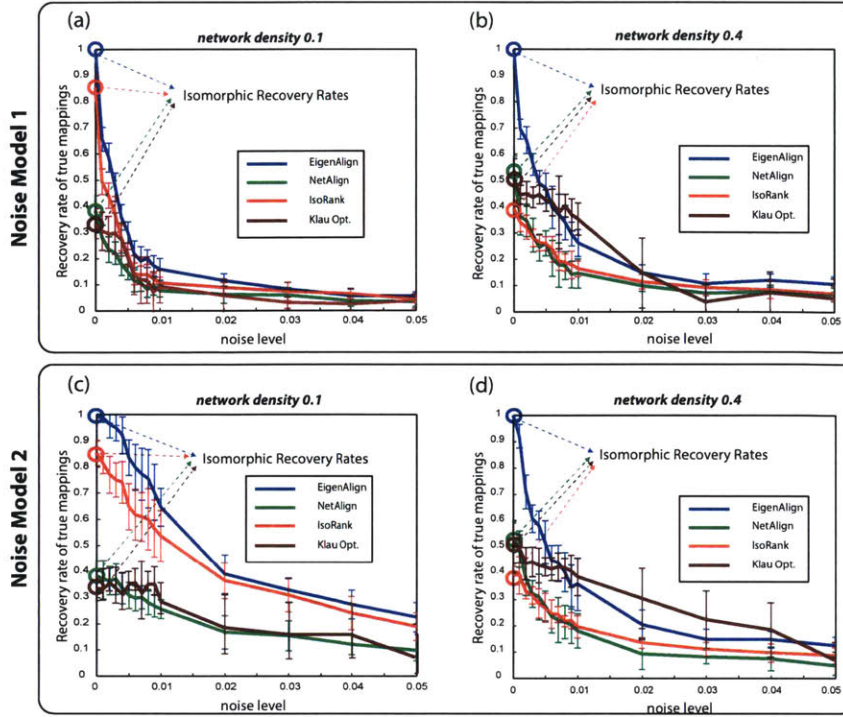 Noise Model 1
(a)
network density 0.1
Recovery rate of true mappings
1
0.9
0.8
0.7
0.6
0.5
0.4
0.3
0.2
0.1
0
Isomorphic Recovery Rates
EigenAlign
NetAlign
IsoRank
Klau Opt.
0 0.01 0.02 0.03 0.04 0.05
noise level
(b)
network density 0.4
Recovery rate of true mappings
1
0.9
0.8
0.7
0.6
0.5
0.4
0.3
0.2
0.1
0
Isomorphic Recovery Rates
EigenAlign
NetAlign
IsoRank
Klau Opt.
0 0.01 0.02 0.03 0.04 0.05
noise level
Noise Model 2
(c)
network density 0.1
Recovery rate of true mappings
1
0.9
0.8
0.7
0.6
0.5
0.4
0.3
0.2
0.1
0
Isomorphic Recovery Rates
EigenAlign
NetAlign
IsoRank
Klau Opt.
0 0.01 0.02 0.03 0.04 0.05
noise level
(d)
network density 0.4
Recovery rate of true mappings
1
0.9
0.8
0.7
0.6
0.5
0.4
0.3
0.2
0.1
0
Isomorphic Recovery Rates
EigenAlign
NetAlign
IsoRank
Klau Opt.
0 0.01 0.02 0.03 0.04 0.05
noise level